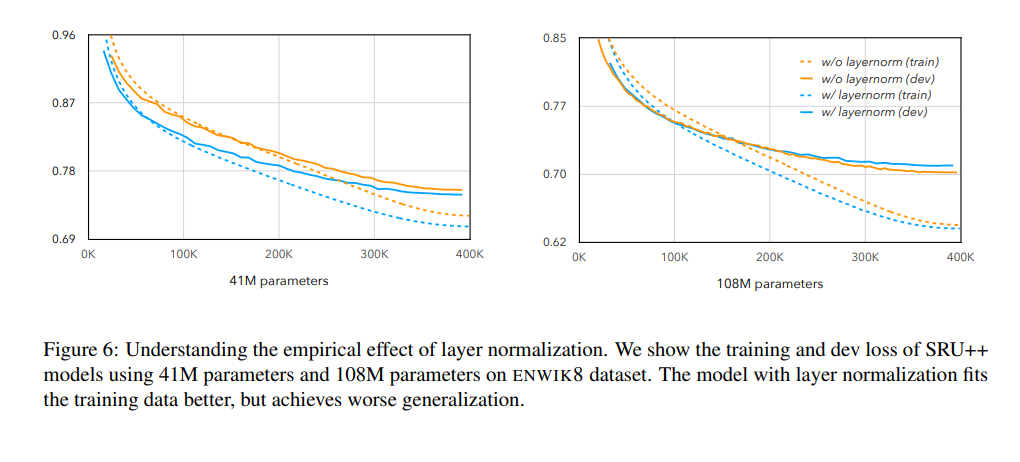 0.96
0.87
0.78
0.69
0K
100K
200K
300K
400K
41M parameters
0.85
0.77
0.70
0.62
0K
100K
200K
300K
400K
108M parameters
w/o layernorm (train)
w/o layernorm (dev)
w/ layernorm (train)
w/ layernorm (dev)
Figure 6: Understanding the empirical effect of layer normalization. We show the training and dev loss of SRU++
models using 41M parameters and 108M parameters on ENWIK8 dataset. The model with layer normalization fits
the training data better, but achieves worse generalization.